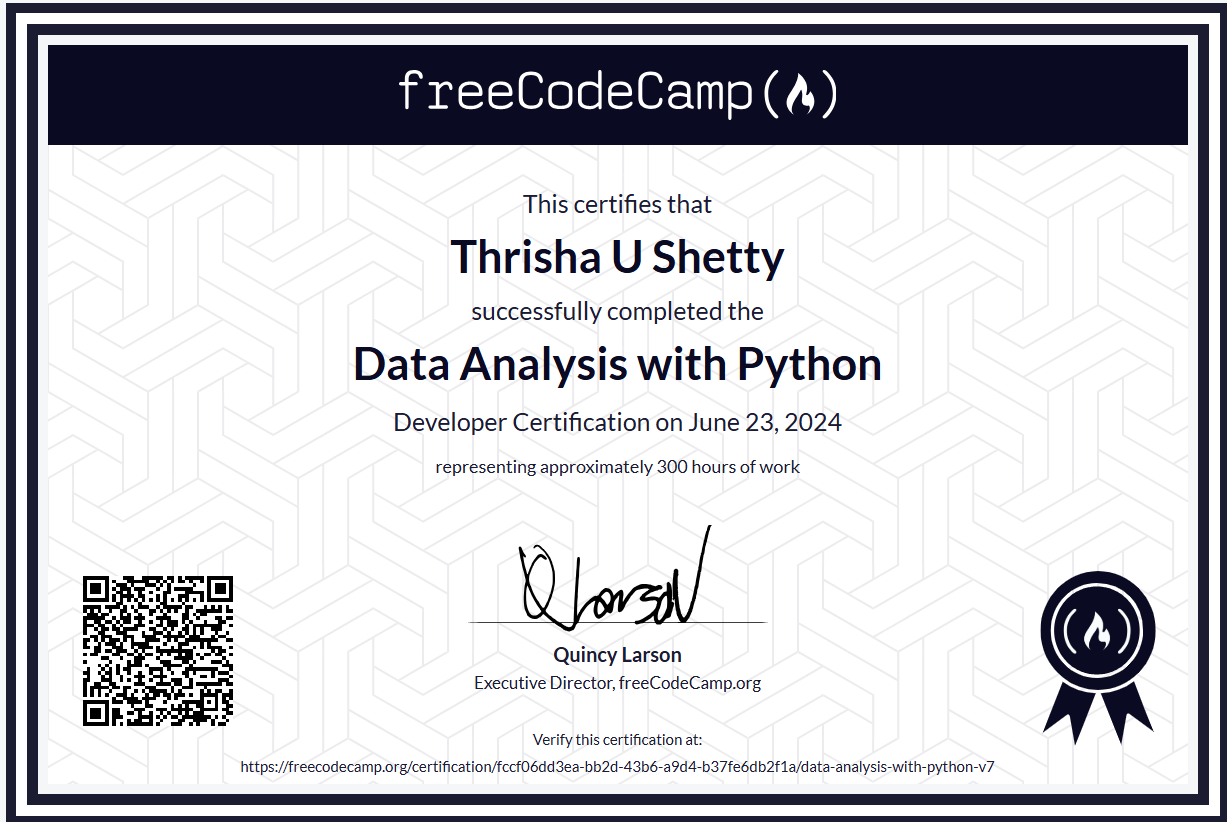 freeCodeCamp
This certifies that
Thrisha U Shetty
successfully completed the
Data Analysis with Python
Developer Certification on June 23, 2024
representing approximately 300 hours of work
Quincy Larson
Executive Director, freeCodeCamp.org
Verify this certification at:
https://freecodecamp.org/certification/fccf06dd3ea-bb2d-43b6-a9d4-b37fe6db2f1a/data-analysis-with-python-v7